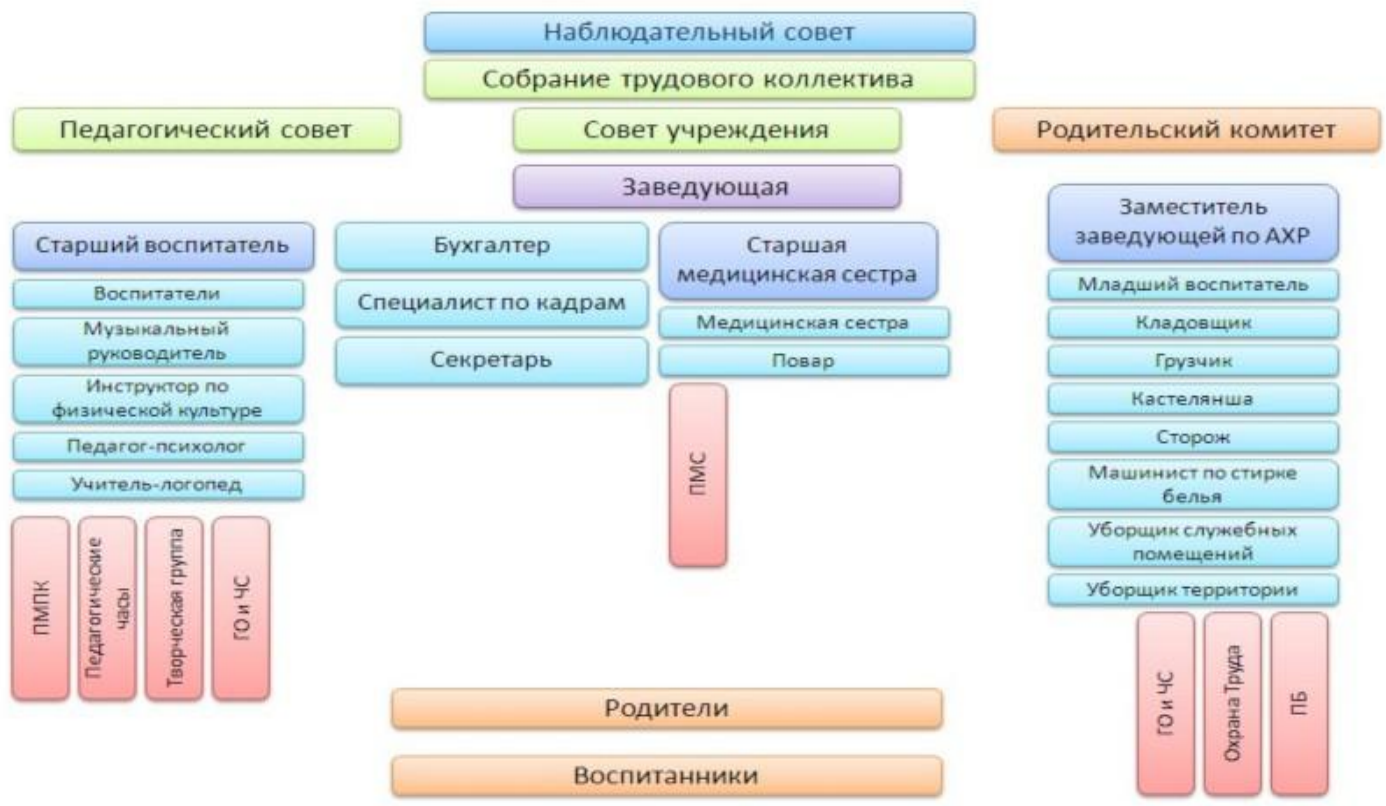 Наблюдательный совет
Собрание трудового коллектива
Педагогический совет
Совет учреждения
Родительский комитет
Заведующая
Старший воспитатель
Воспитатели
Музыкальный
руководитель
Инструктор по
физической культуре
Педагог-психолог
Учитель-логопед
ПМПК
Педагогические
часы
Творческая группа
ГО и ЧС
Бухгалтер
Специалист по кадрам
Секретарь
Старшая
медицинская сестра
Медицинская сестра
Повар
ПМС
Заместитель
заведующей по АХР
Младший воспитатель
Кладовщик
Грузчик
Кастелянша
Сторож
Машинист по стирке
белья
Уборщик служебных
помещений
Уборщик территории
ГО и ЧС
Охрана Труда
ПБ
Родители
Воспитанники